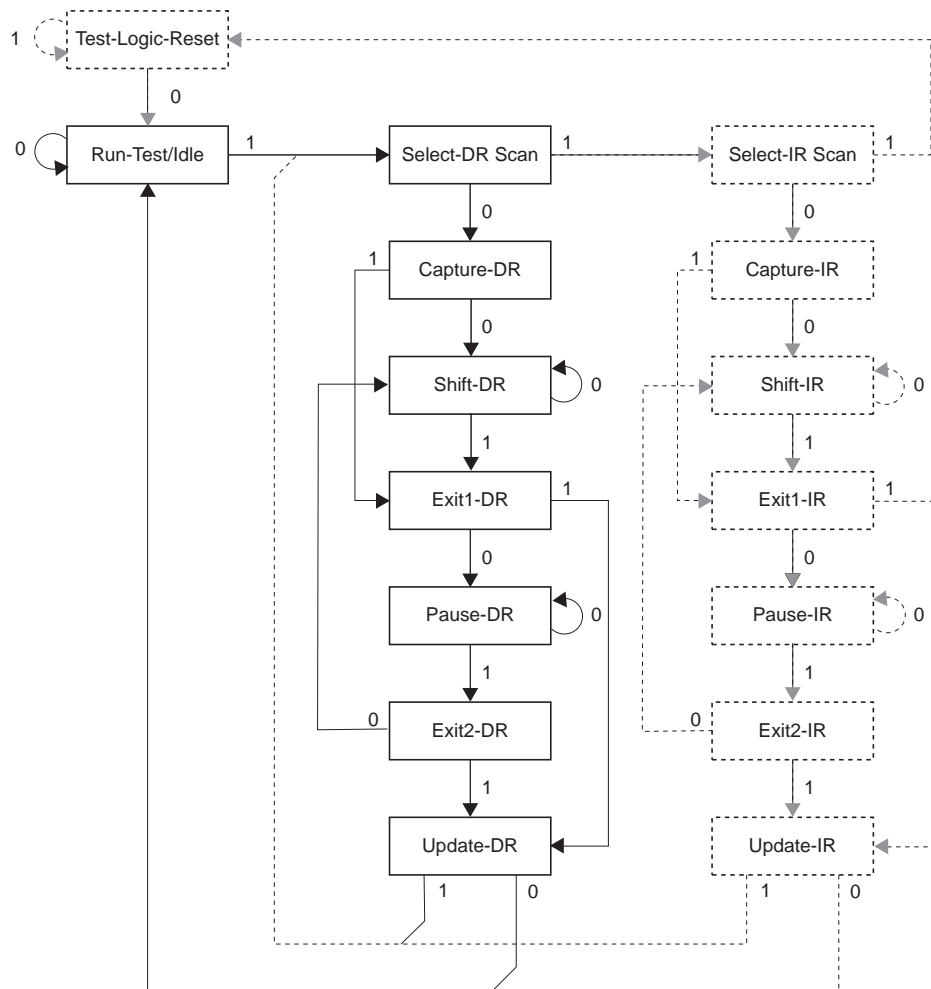 1
Test-Logic-Reset
0
0
Run-Test/Idle
1
Select-DR Scan
1
Select-IR Scan
1
0
0
1
Capture-DR
1
Capture-IR
0
0
Shift-DR
0
Shift-IR
0
1
1
Exit1-DR
1
Exit1-IR
1
0
0
Pause-DR
0
Pause-IR
0
1
1
0
Exit2-DR
0
Exit2-IR
1
1
Update-DR
Update-IR
1
0
1
0